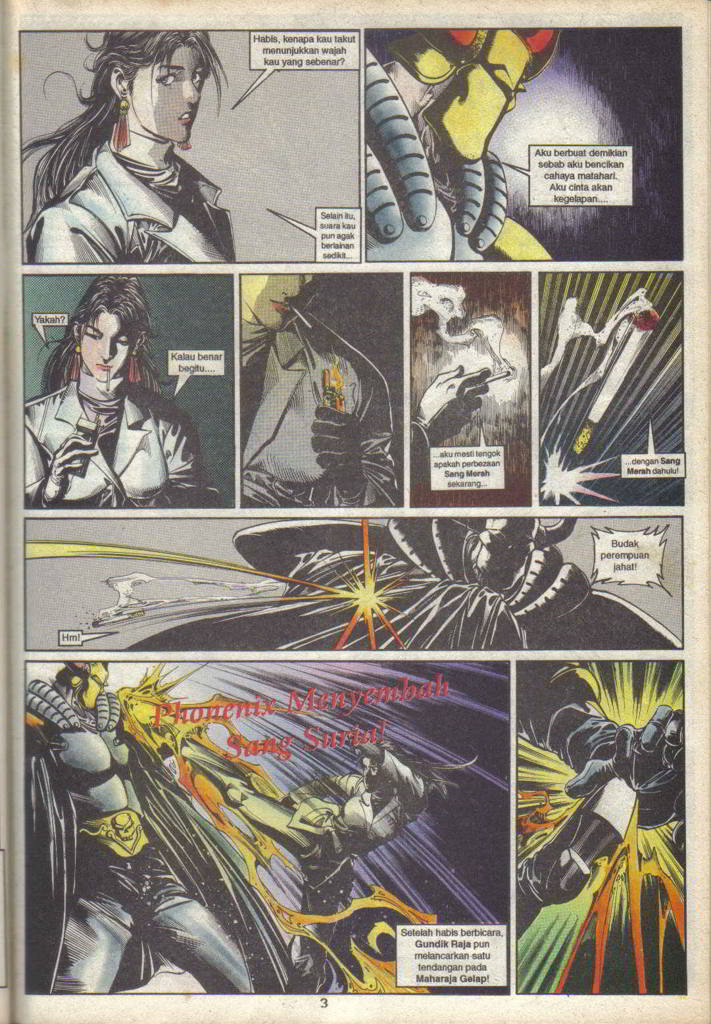 Habis, kenapa kau takut
menunjukkan wajah
kau yang sebenar?
Selain itu,
suara kau
pun agak
berlainan
sedikit...
Aku berbuat demikian
sebab aku bencikan
cahaya matahari.
Aku cinta akan
kegelapan....
Yakah?
Kalau benar
begitu....
...aku mesti tengok
apakah perbezaan
Sang Merah
sekarang...
...dengan Sang
Merah dahulu!
Budak
perempuan
jahat!
Hm!
Phonenix Menyembah
Sang Suria!
Setelah habis berbicara,
Gundik Raja pun
melancarkan satu
tendangan pada
Maharaja Gelap!
3